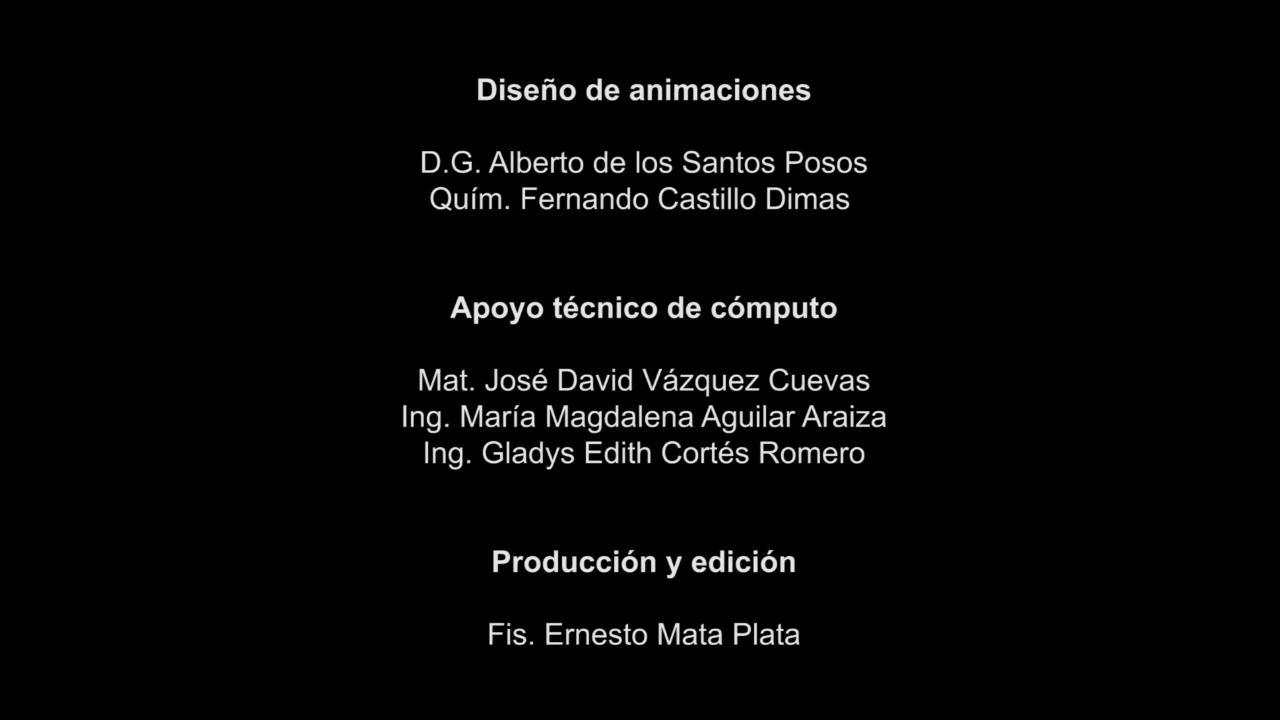 Diseño de animaciones
D.G. Alberto de los Santos Posos
Quím. Fernando Castillo Dimas
Apoyo técnico de cómputo
Mat. José David Vázquez Cuevas
Ing. María Magdalena Aguilar Araiza
Ing. Gladys Edith Cortés Romero
Producción y edición
Fis. Ernesto Mata Plata